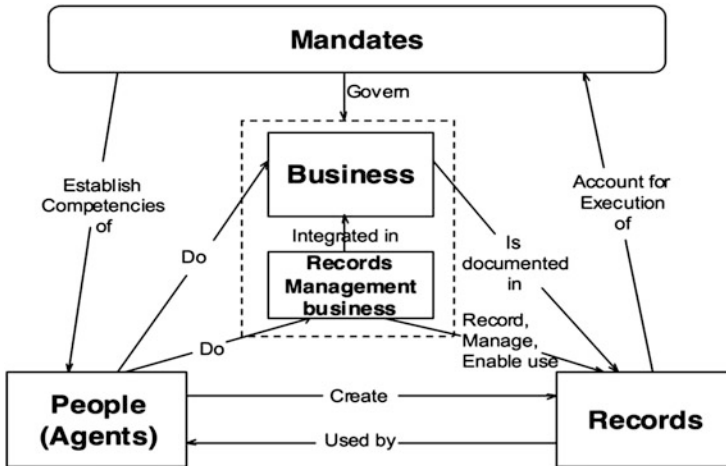 Mandates
Govern
Establish
Competencies
of
Business
Account for
Execution
of
Integrated in
Do
Is
documented
in
Records
Management
business
Do
Record,
Manage,
Enable use
People
(Agents)
Create
Used by
Records